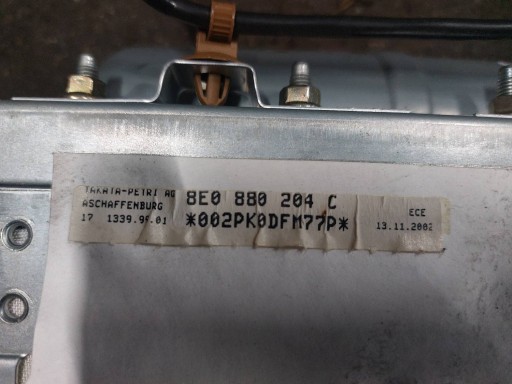 TAKATA-PETRI AG
ASCHAFFENBURG
17 1339.99.01
8E0 880 204 C
*002PK0DFM77P*
ECE
13.11.2002